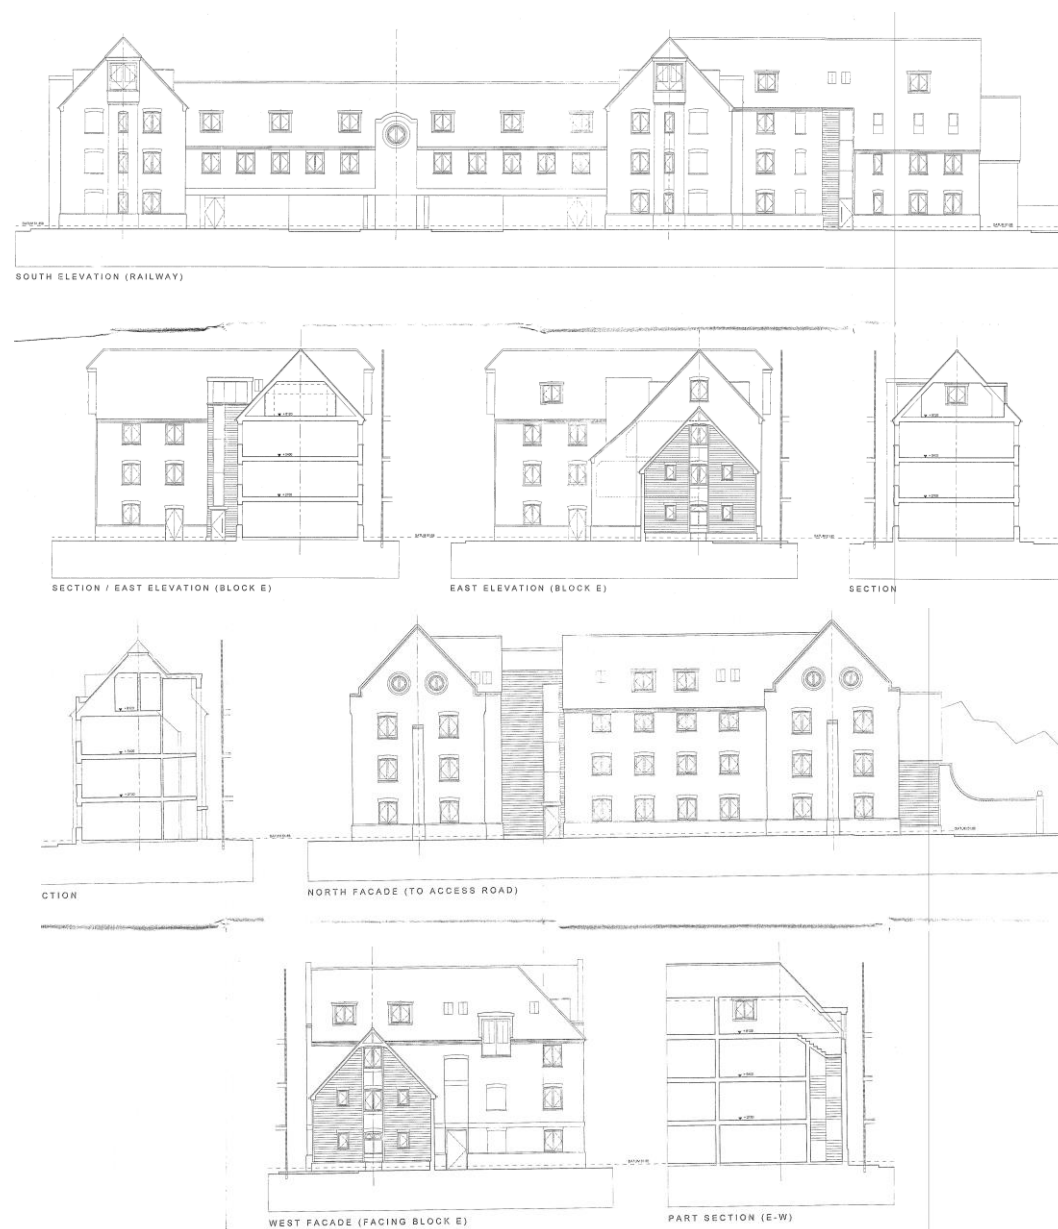 SOUTH ELEVATION (RAILWAY)
SECTION / EAST ELEVATION (BLOCK E)
EAST ELEVATION (BLOCK E)
SECTION
CTION
NORTH FACADE (TO ACCESS ROAD)
WEST FACADE (FACING BLOCK E)
PART SECTION (E-W)